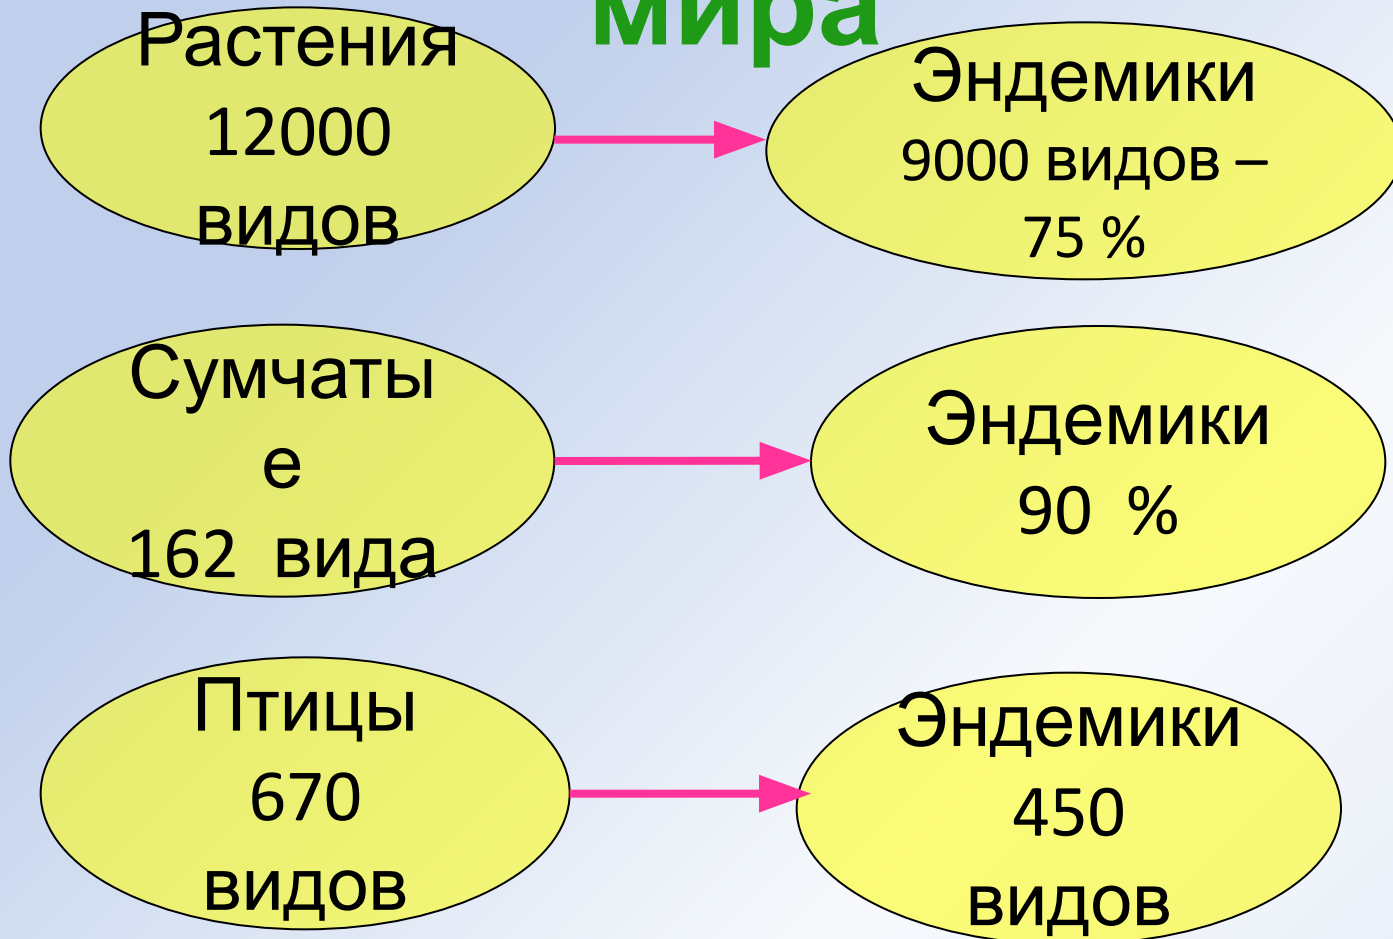 мира
Растения
12000
видов
Эндемики
9000 видов –
75 %
Сумчаты
е
162 вида
Эндемики
90 %
Птицы
670
видов
Эндемики
450
видов